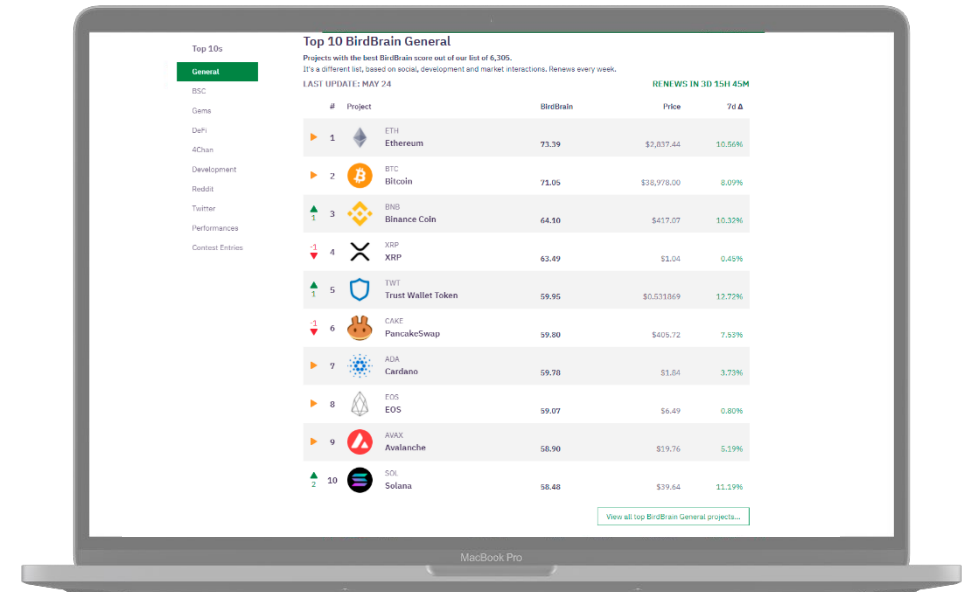 Top 10s
General
BSC
Gems
DeFi
4Chan
Development
Reddit
Twitter
Performances
Contest Entries
Top 10 BirdBrain General
Projects with the best BirdBrain score out of our list of 6,305.
It's a different list, based on social, development and market interactions. Renews every week.
LAST UPDATE: MAY 24 RENEWS IN 3D 15H 45M
# Project BirdBrain Price 7d Δ
1 ETH
Ethereum 73.39 $2,837.44 10.56%
2 BTC
Bitcoin 71.05 $38,978.00 8.09%
1 3 BNB
Binance Coin 64.10 $417.07 10.32%
-1 4 XRP
XRP 63.49 $1.04 0.45%
1 5 TWT
Trust Wallet Token 59.95 $0.531869 12.72%
-1 6 CAKE
PancakeSwap 59.80 $405.72 7.53%
7 ADA
Cardano 59.78 $1.84 3.73%
8 EOS
EOS 59.07 $6.49 0.80%
9 AVAX
Avalanche 58.90 $19.76 5.19%
2 10 SOL
Solana 58.48 $39.64 11.19%
View all top BirdBrain General projects...
MacBook Pro